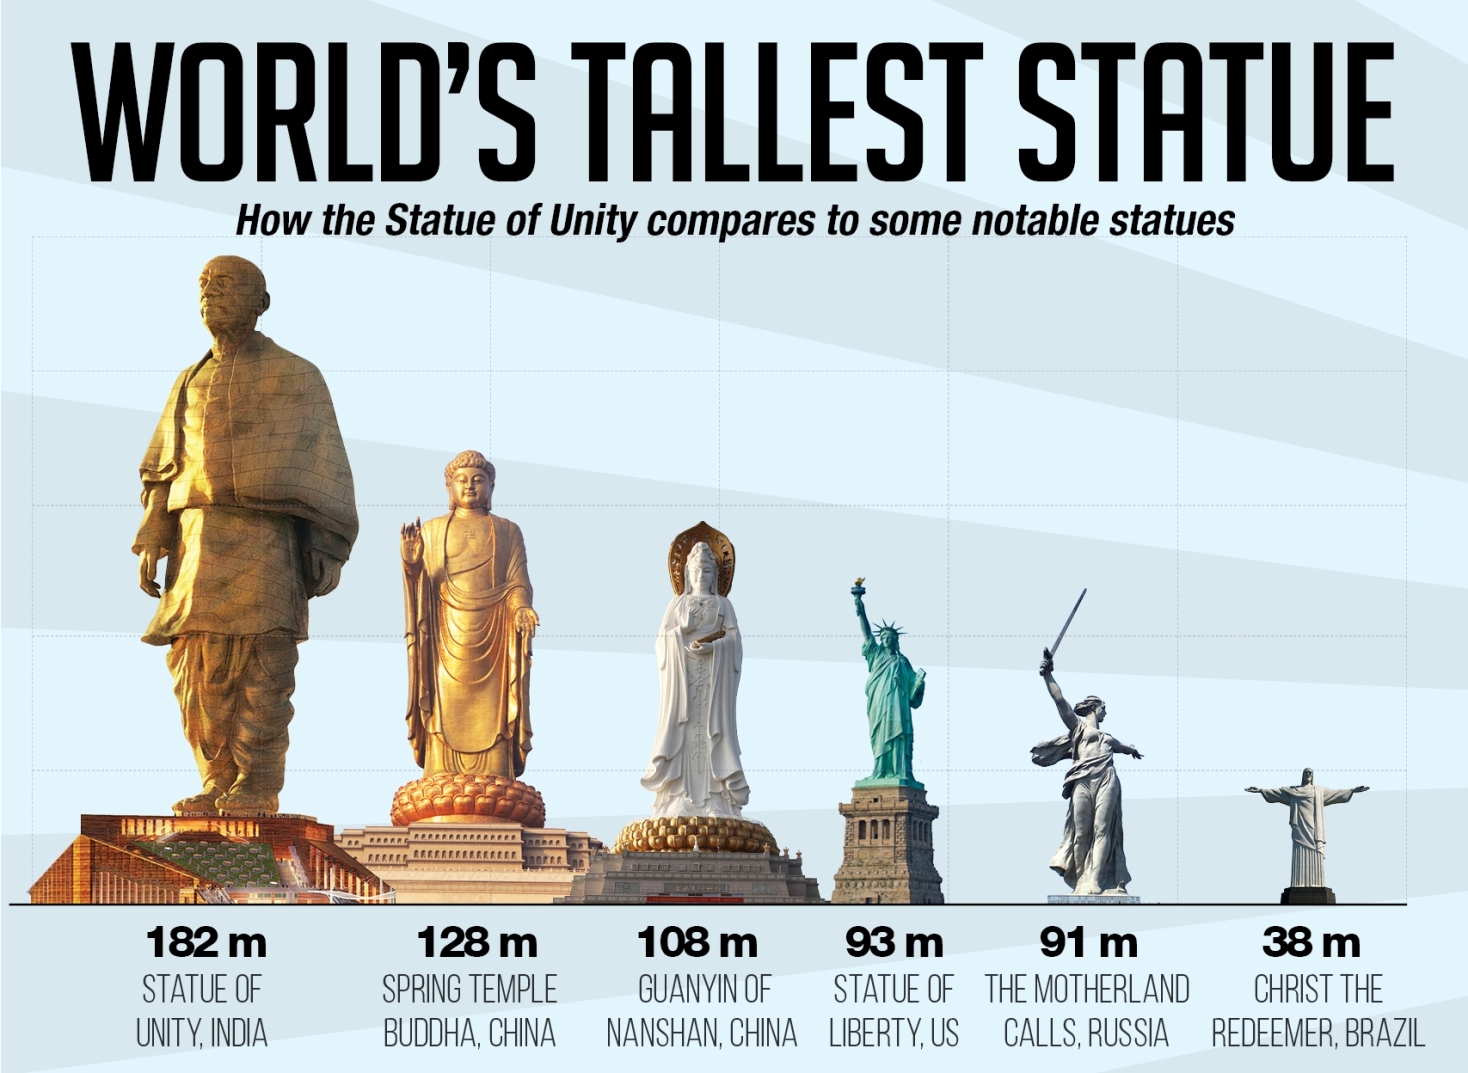 WORLD'S TALLEST STATUE
How the Statue of Unity compares to some notable statues
182 m
STATUE OF
UNITY, INDIA
128 m
SPRING TEMPLE
BUDDHA, CHINA
108 m
GUANYIN OF
NANSHAN, CHINA
93 m
STATUE OF
LIBERTY, US
91 m
THE MOTHERLAND
CALLS, RUSSIA
38 m
CHRIST THE
REDEEMER, BRAZIL